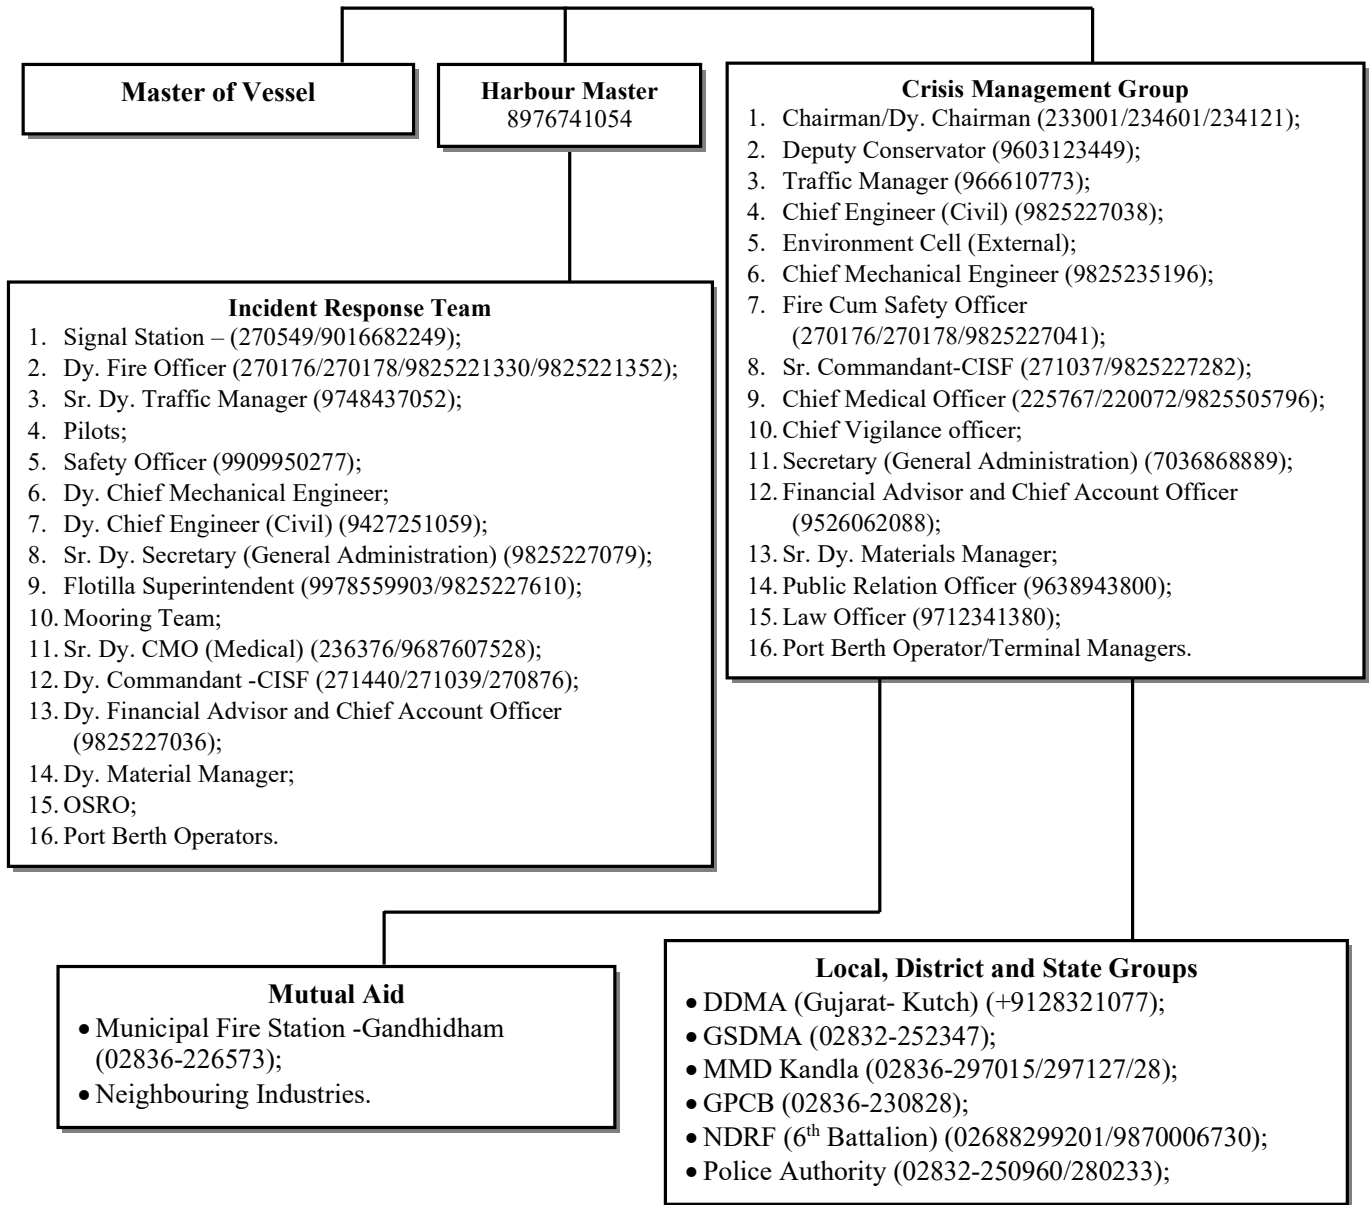 Master of Vessel
Harbour Master
8976741054
Crisis Management Group
1. Chairman/Dy. Chairman (233001/234601/234121);
2. Deputy Conservator (9603123449);
3. Traffic Manager (966610773);
4. Chief Engineer (Civil) (9825227038);
5. Environment Cell (External);
6. Chief Mechanical Engineer (9825235196);
7. Fire Cum Safety Officer
(270176/270178/9825227041);
8. Sr. Commandant-CISF (271037/9825227282);
9. Chief Medical Officer (225767/220072/9825505796);
10. Chief Vigilance officer;
11. Secretary (General Administration) (7036868889);
12. Financial Advisor and Chief Account Officer
(9526062088);
13. Sr. Dy. Materials Manager;
14. Public Relation Officer (9638943800);
15. Law Officer (9712341380);
16. Port Berth Operator/Terminal Managers.
Incident Response Team
1. Signal Station – (270549/9016682249);
2. Dy. Fire Officer (270176/270178/9825221330/9825221352);
3. Sr. Dy. Traffic Manager (9748437052);
4. Pilots;
5. Safety Officer (9909950277);
6. Dy. Chief Mechanical Engineer;
7. Dy. Chief Engineer (Civil) (9427251059);
8. Sr. Dy. Secretary (General Administration) (9825227079);
9. Flotilla Superintendent (9978559903/9825227610);
10. Mooring Team;
11. Sr. Dy. CMO (Medical) (236376/9687607528);
12. Dy. Commandant -CISF (271440/271039/270876);
13. Dy. Financial Advisor and Chief Account Officer
(9825227036);
14. Dy. Material Manager;
15. OSRO;
16. Port Berth Operators.
Mutual Aid
• Municipal Fire Station -Gandhidham
(02836-226573);
• Neighbouring Industries.
Local, District and State Groups
• DDMA (Gujarat- Kutch) (+9128321077);
• GSDMA (02832-252347);
• MMD Kandla (02836-297015/297127/28);
• GPCB (02836-230828);
• NDRF (6th Battalion) (02688299201/9870006730);
• Police Authority (02832-250960/280233);